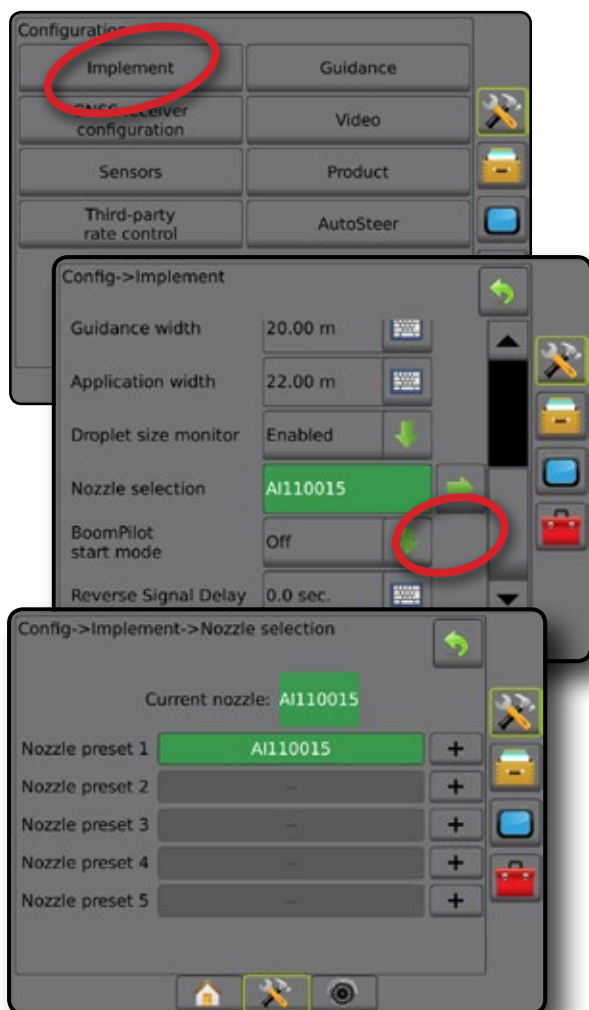 Configuration
Implement
Guidance
GNSS receiver
configuration
Video
Sensors
Product
Third-party
rate control
AutoSteer
Config->Implement
Guidance width
20.00 m
Application width
22.00 m
Droplet size monitor
Enabled
Nozzle selection
AI110015
BoomPilot
start mode
Off
Reverse Signal Delay
0.0 sec.
Config->Implement->Nozzle selection
Current nozzle: AI110015
Nozzle preset 1
AI110015
+
Nozzle preset 2
--
+
Nozzle preset 3
--
+
Nozzle preset 4
--
+
Nozzle preset 5
--
+